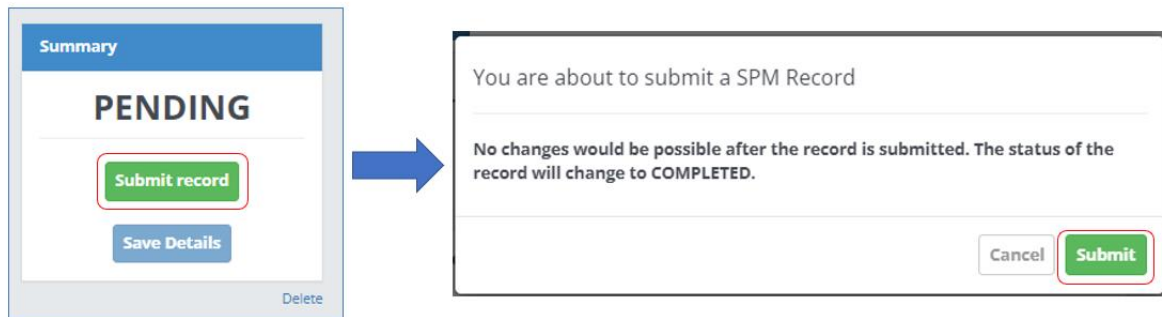 Summary
PENDING
Submit record
Save Details
Delete
You are about to submit a SPM Record
No changes would be possible after the record is submitted. The status of the
record will change to COMPLETED.
Cancel
Submit